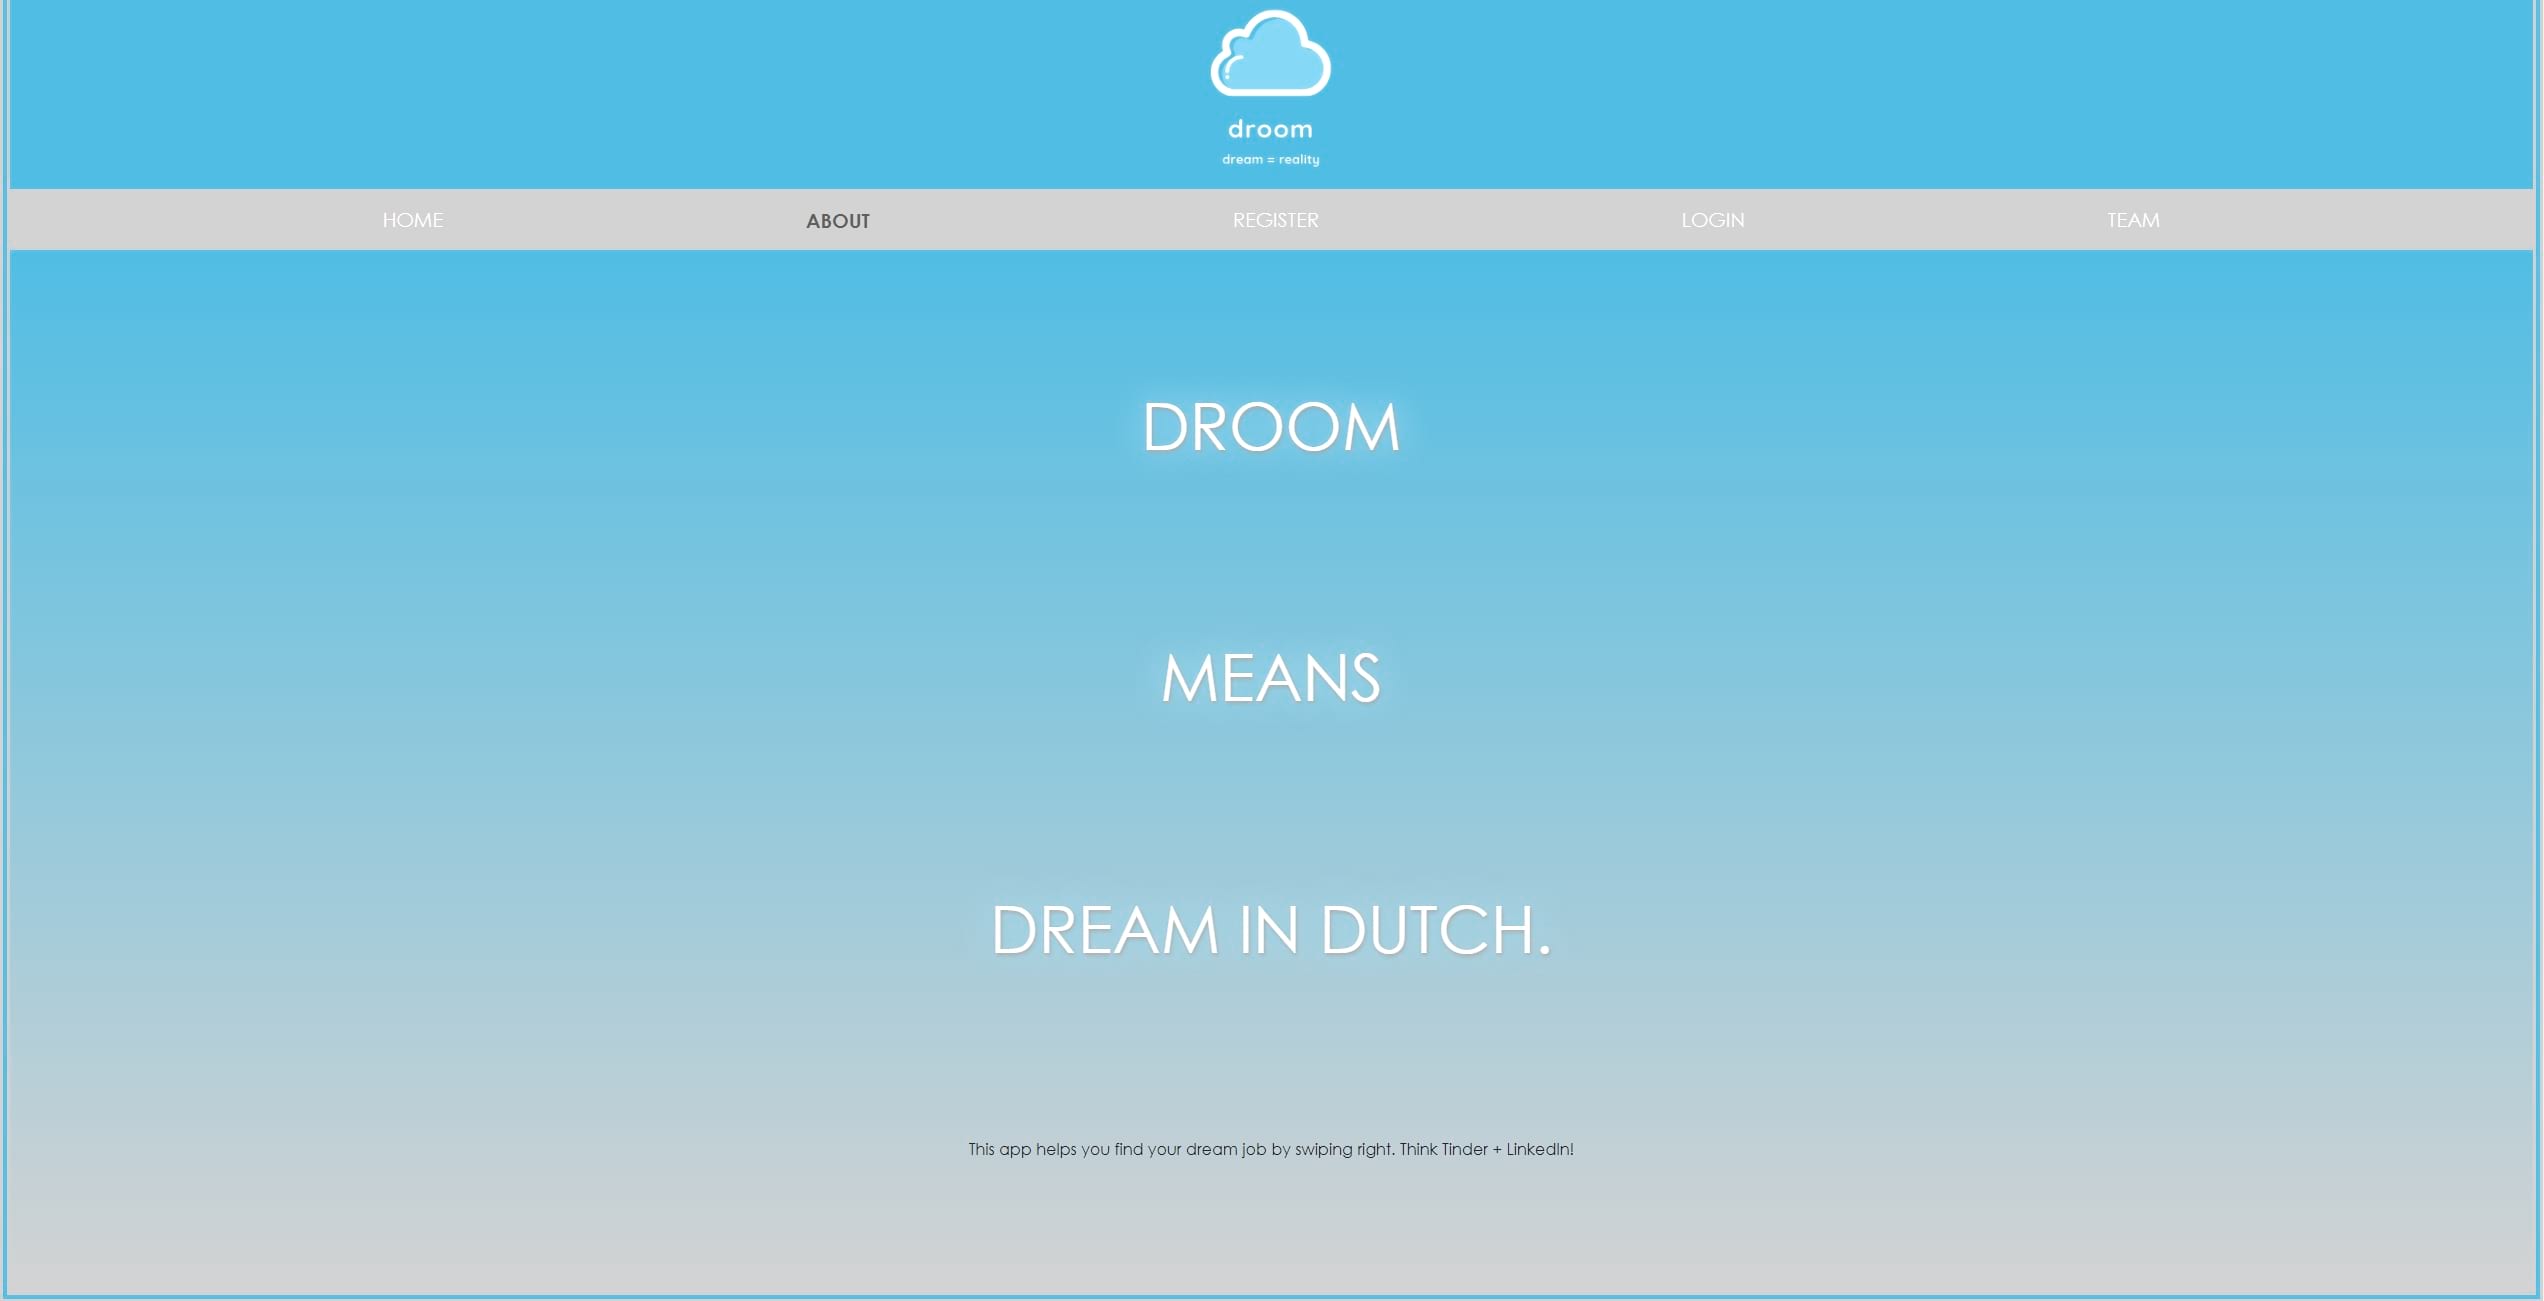 droom
dream = reality
HOME ABOUT REGISTER LOGIN TEAM
DROOM
MEANS
DREAM IN DUTCH.
This app helps you find your dream job by swiping right. Think Tinder + LinkedIn!